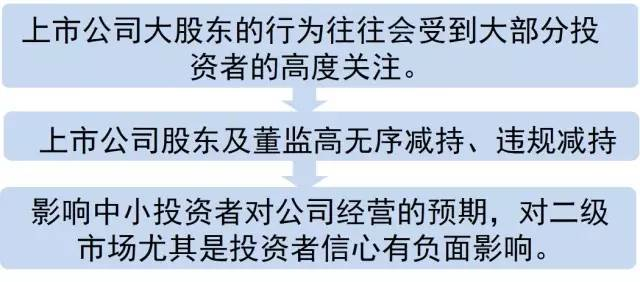 上市公司大股东的行为往往会受到大部分投
资者的高度关注。
上市公司股东及董监高无序减持、违规减持
影响中小投资者对公司经营的预期，对二级
市场尤其是投资者信心有负面影响。